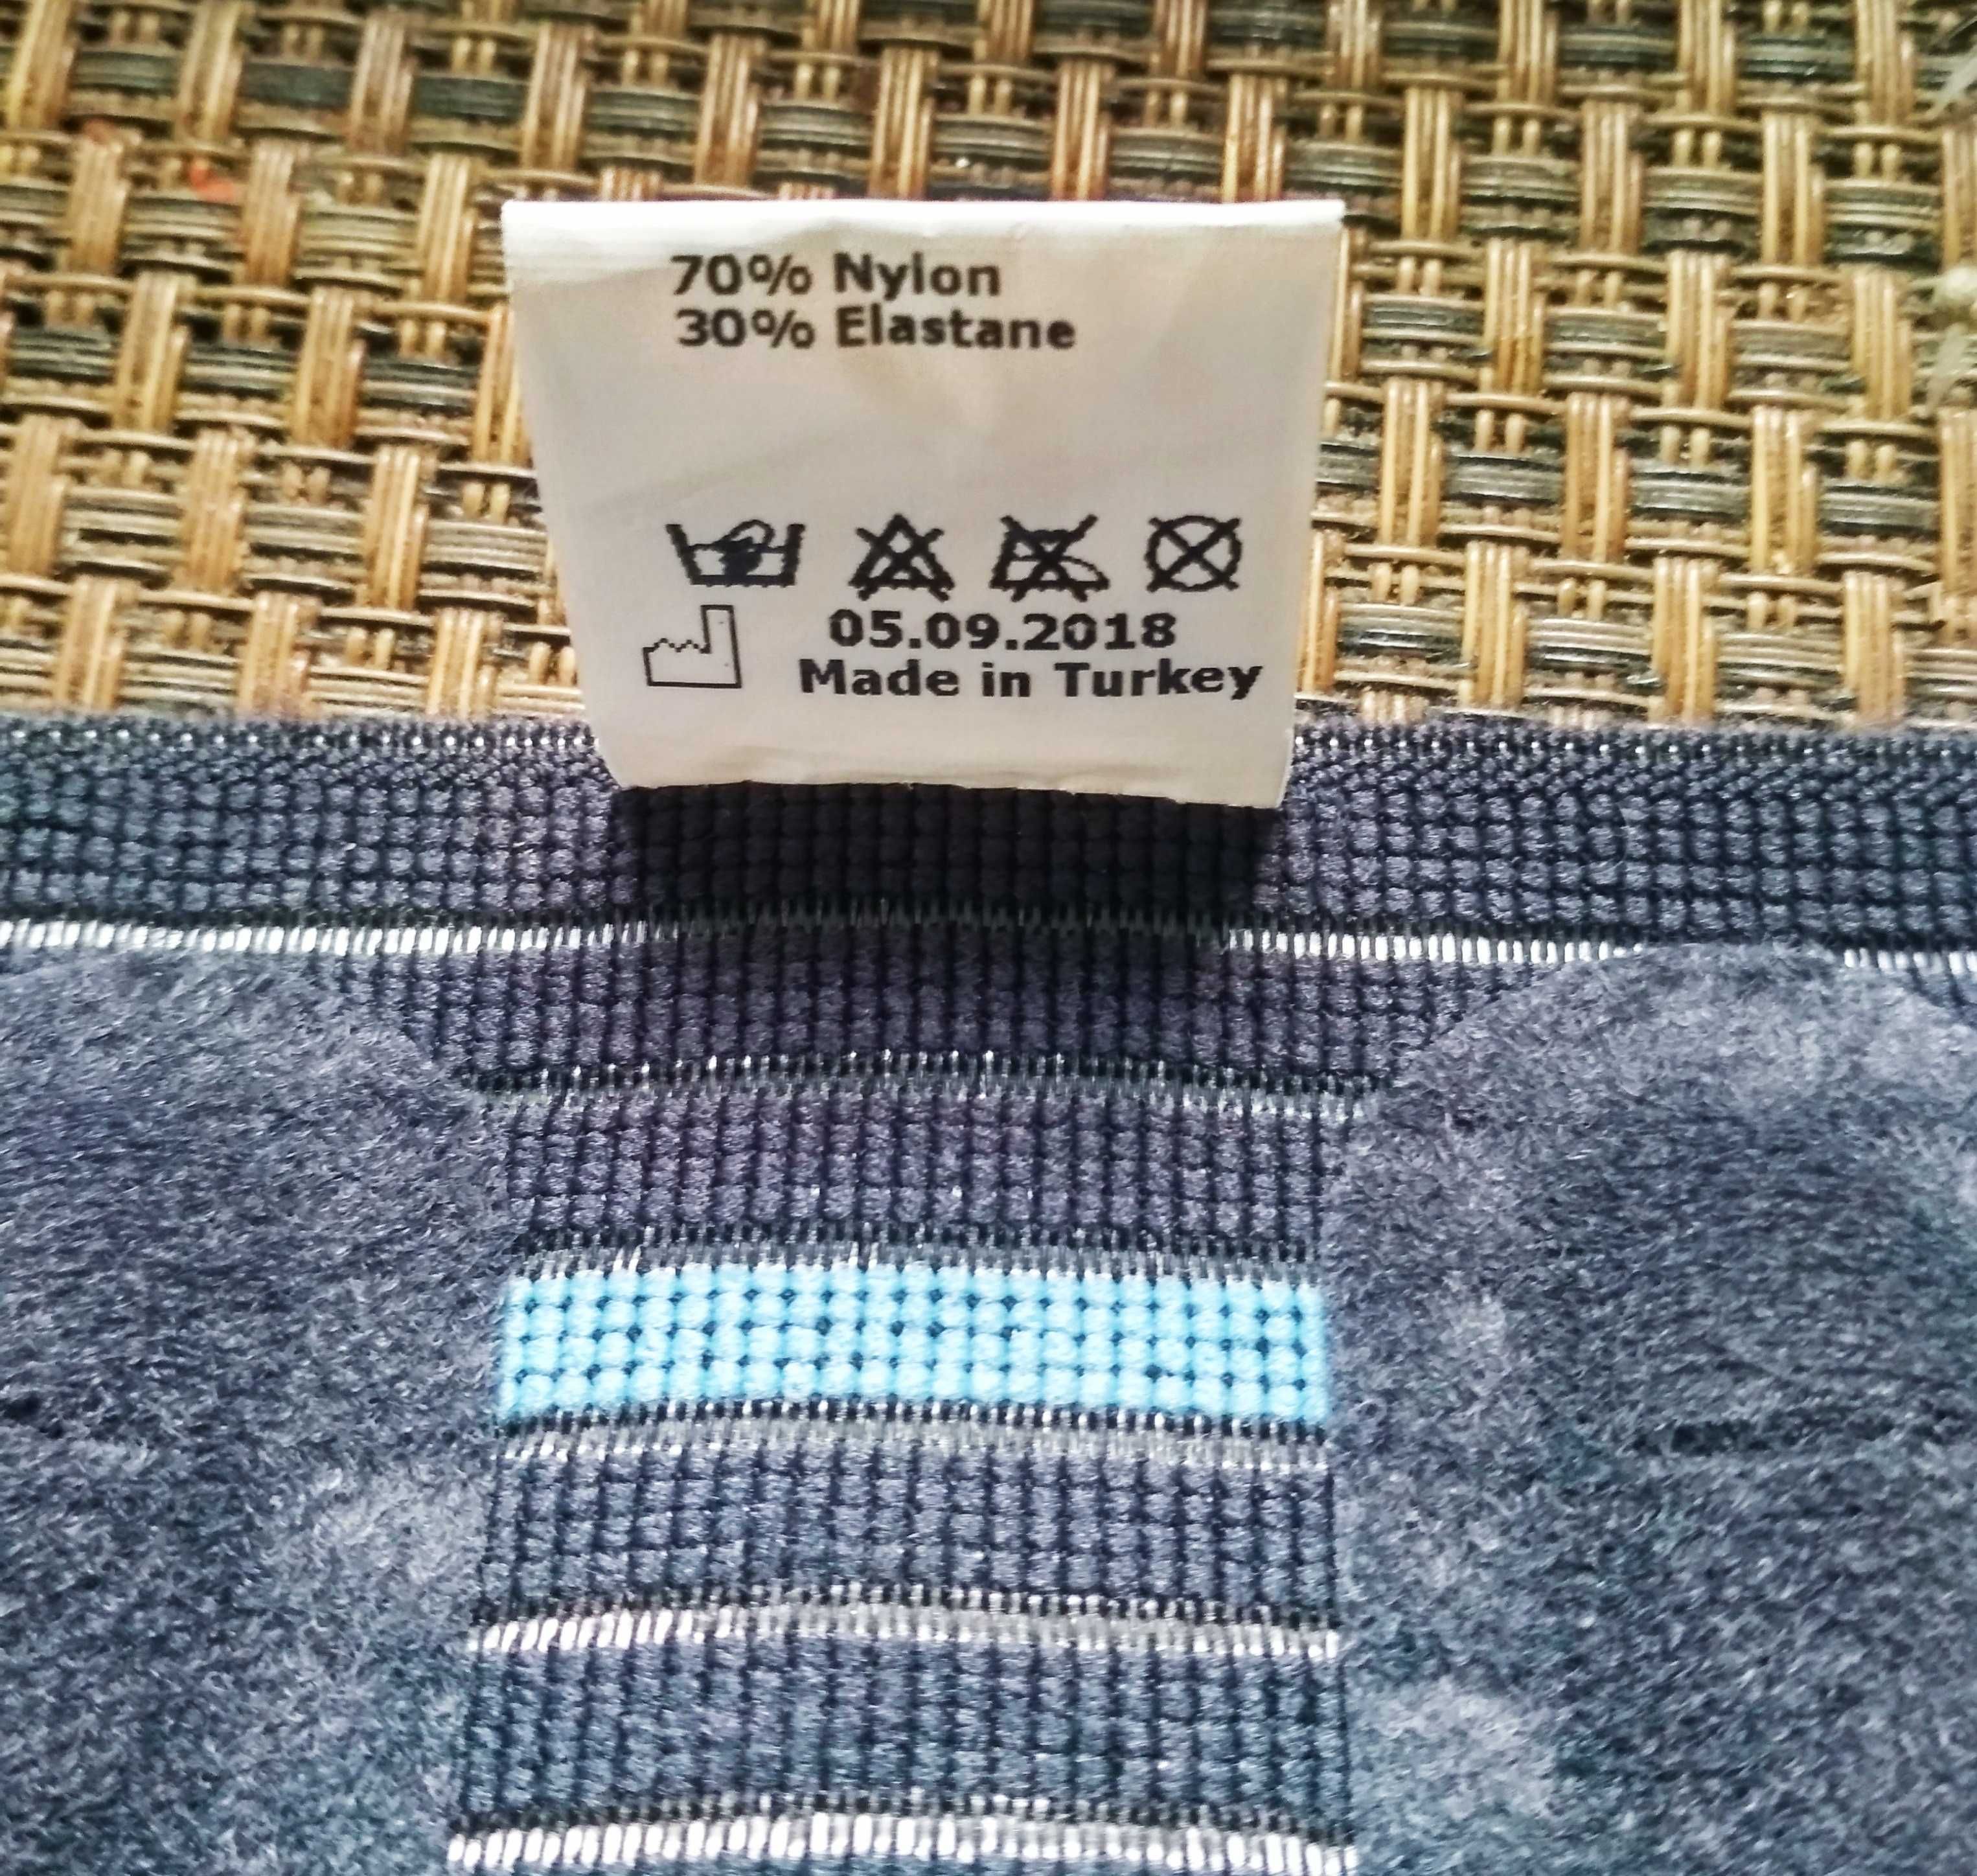 70% Nylon
30% Elastane
05.09.2018
Made in Turkey